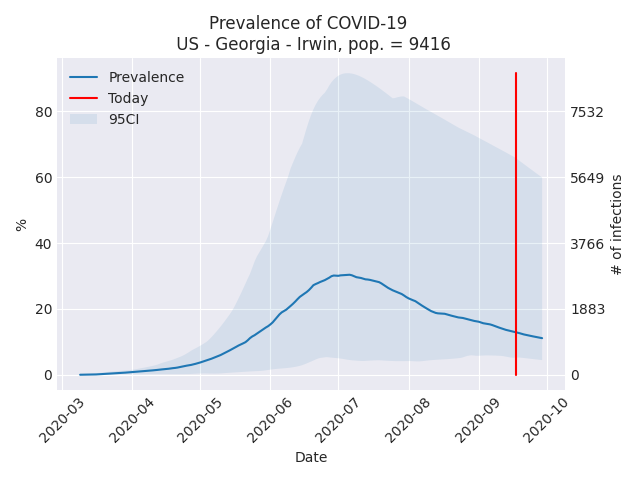 Prevalence of COVID-19
US - Georgia - Irwin, pop. = 9416
Prevalence
Today
95CI
80
60
40
20
0
%
7532
5649
3766
1883
0
# of infections
2020-03
2020-04
2020-05
2020-06
2020-07
2020-08
2020-09
2020-10
Date